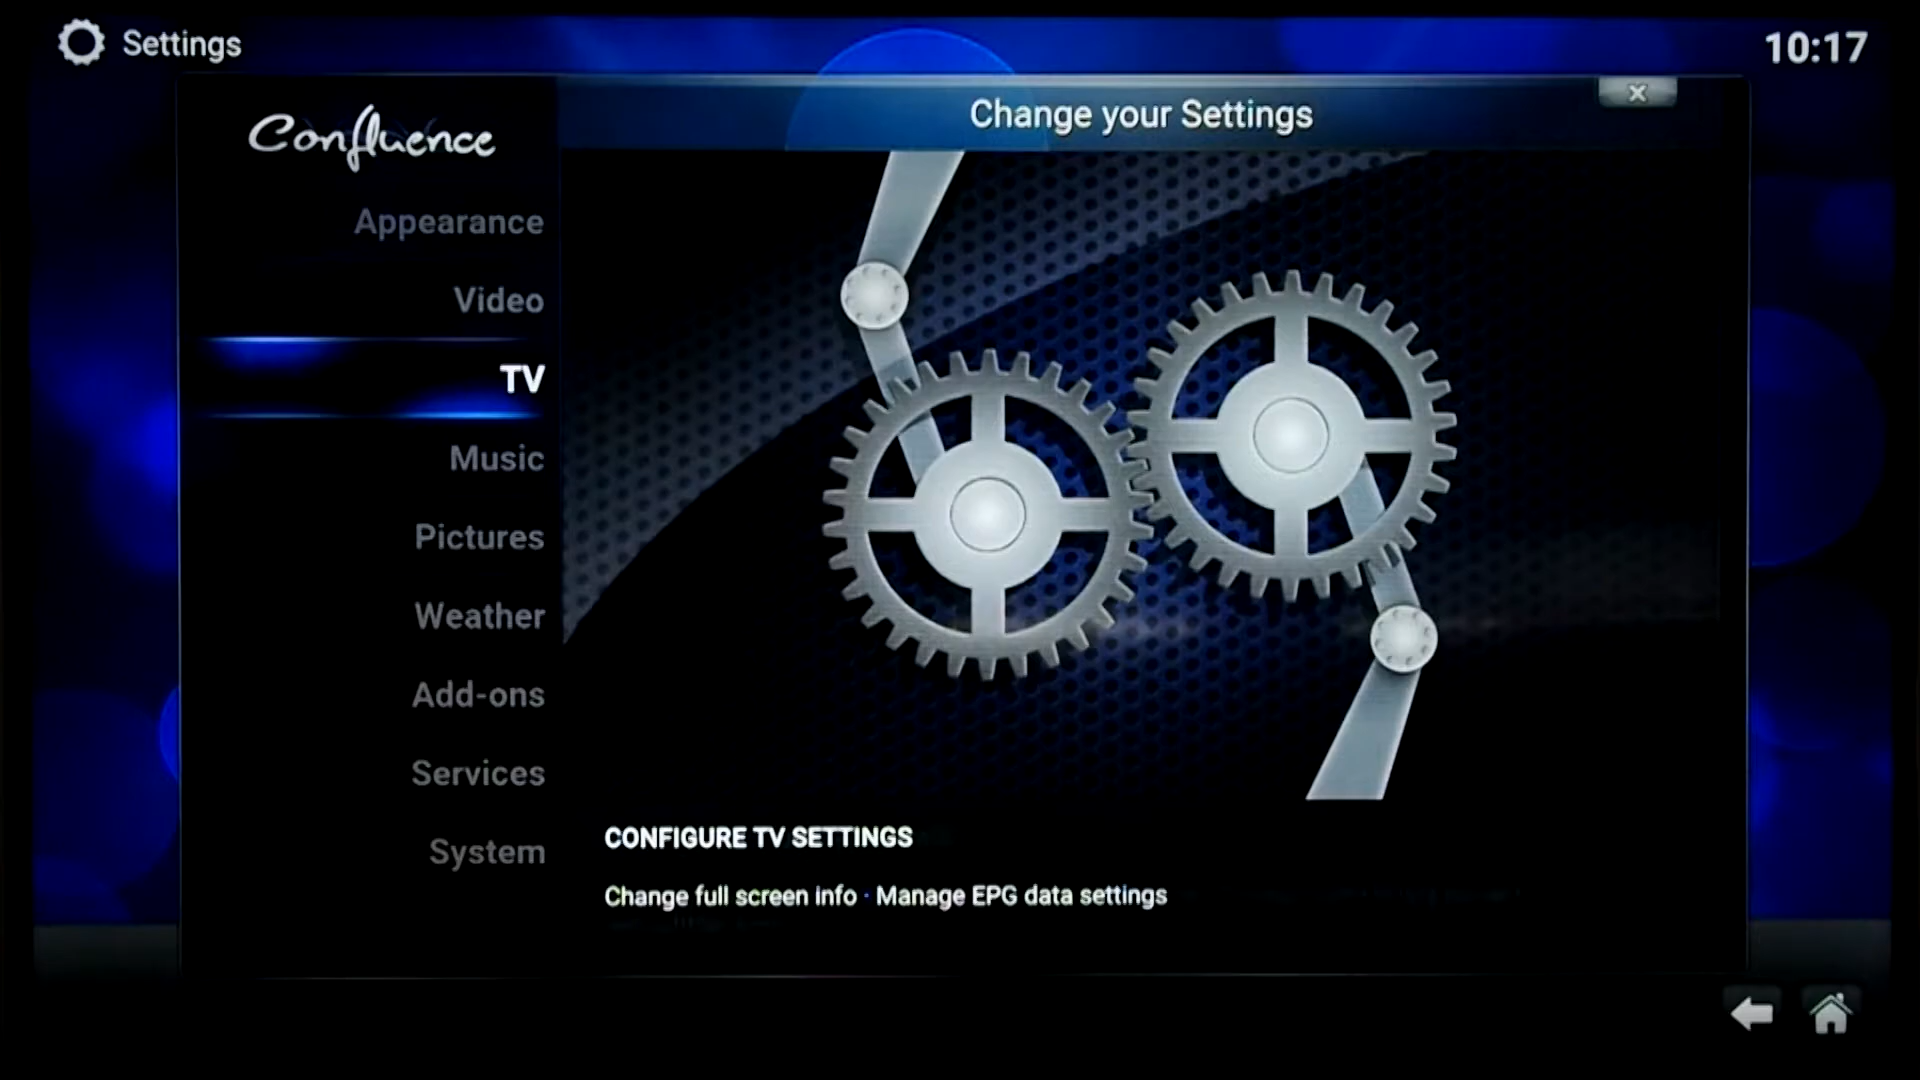 Settings
10:17
Confluence
Change your Settings
x
Appearance
Video
TV
Music
Pictures
Weather
Add-ons
Services
System
CONFIGURE TV SETTINGS
Change full screen info · Manage EPG data settings